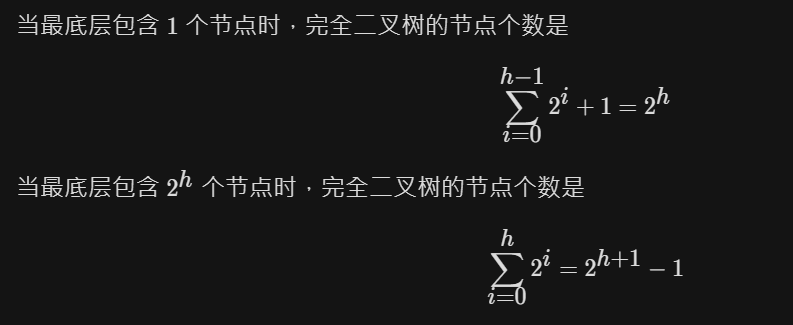 当最底层包含 1 个节点时，完全二叉树的节点个数是
$$\sum_{i=0}^{h-1} 2^i + 1 = 2^h$$
当最底层包含 $2^h$ 个节点时，完全二叉树的节点个数是
$$\sum_{i=0}^{h} 2^i = 2^{h+1} - 1$$